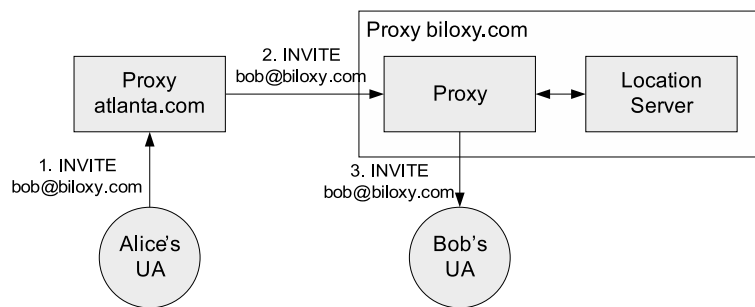 Proxy biloxy.com
2. INVITE
bob@biloxy.com
Proxy
atlanta.com
Proxy
Location
Server
1. INVITE
bob@biloxy.com
3. INVITE
bob@biloxy.com
Alice's
UA
Bob's
UA